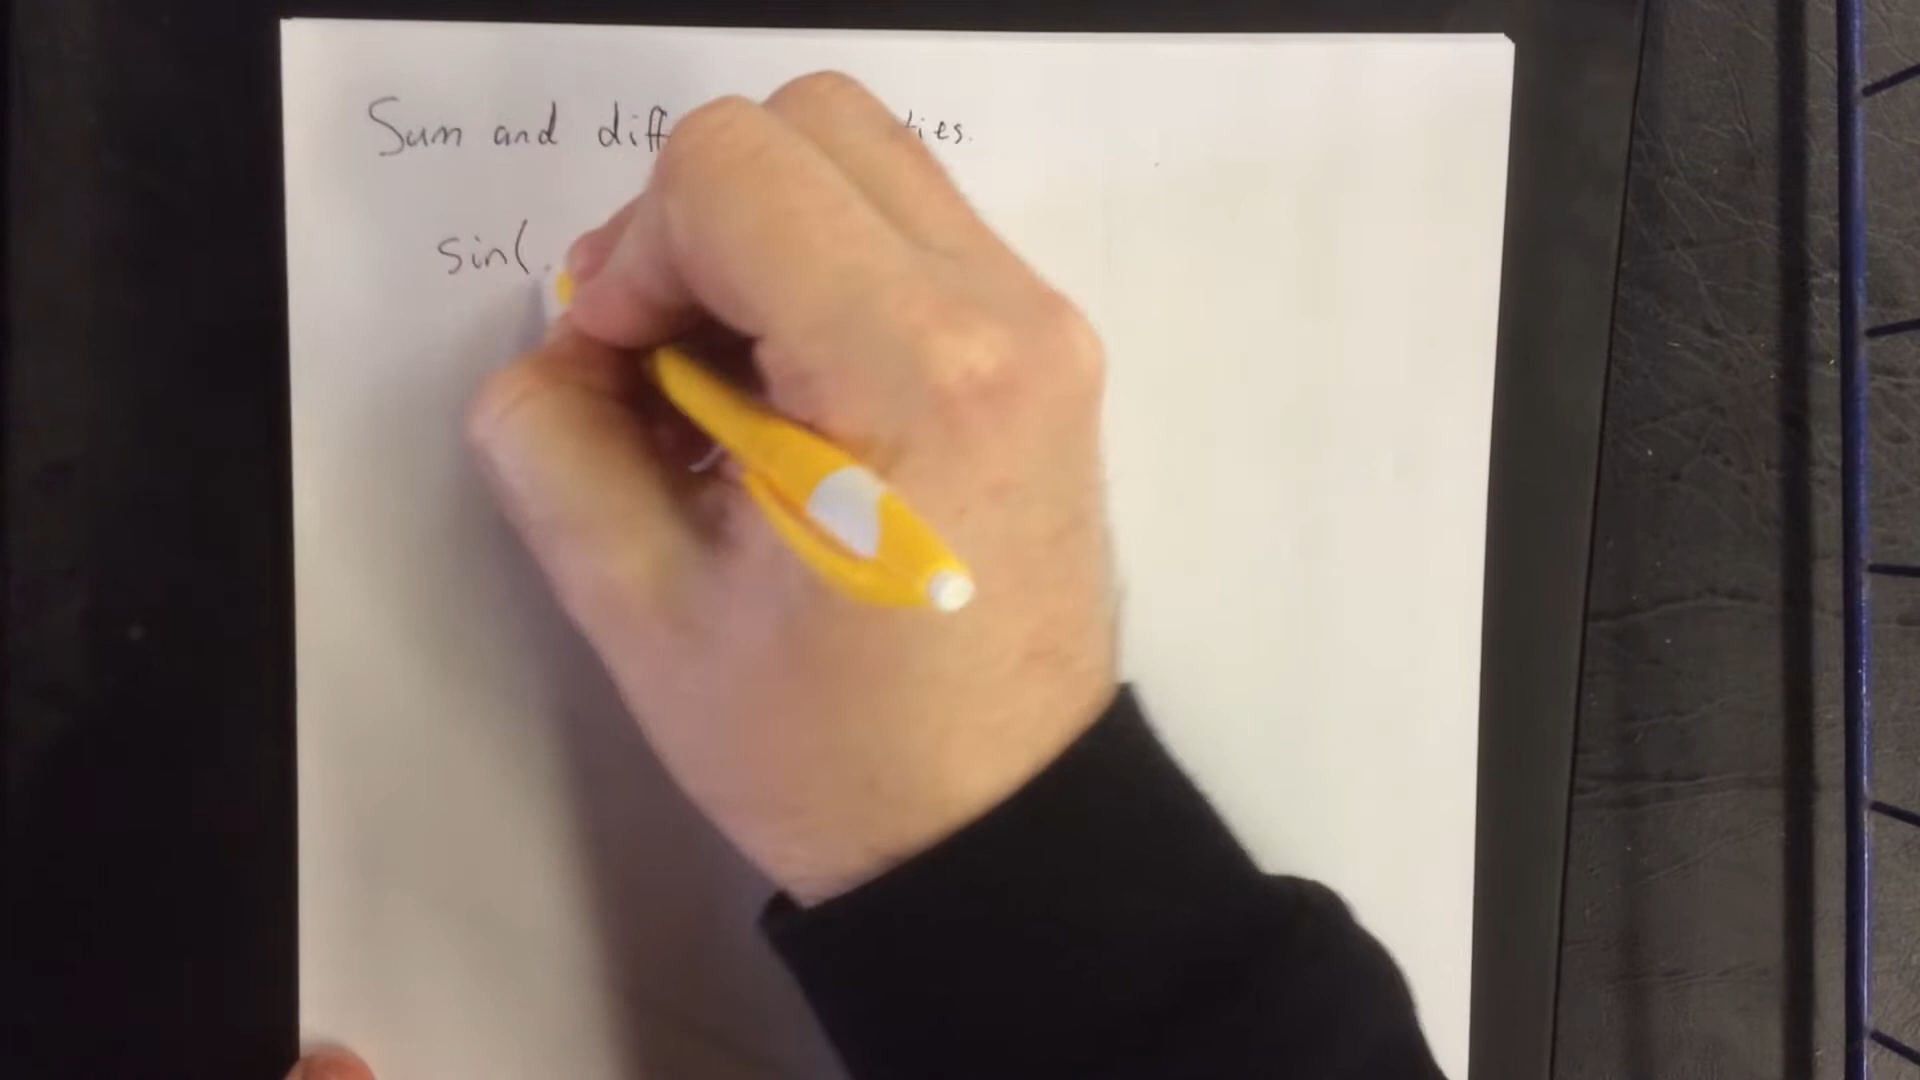 Sum and diff ties.
sin(